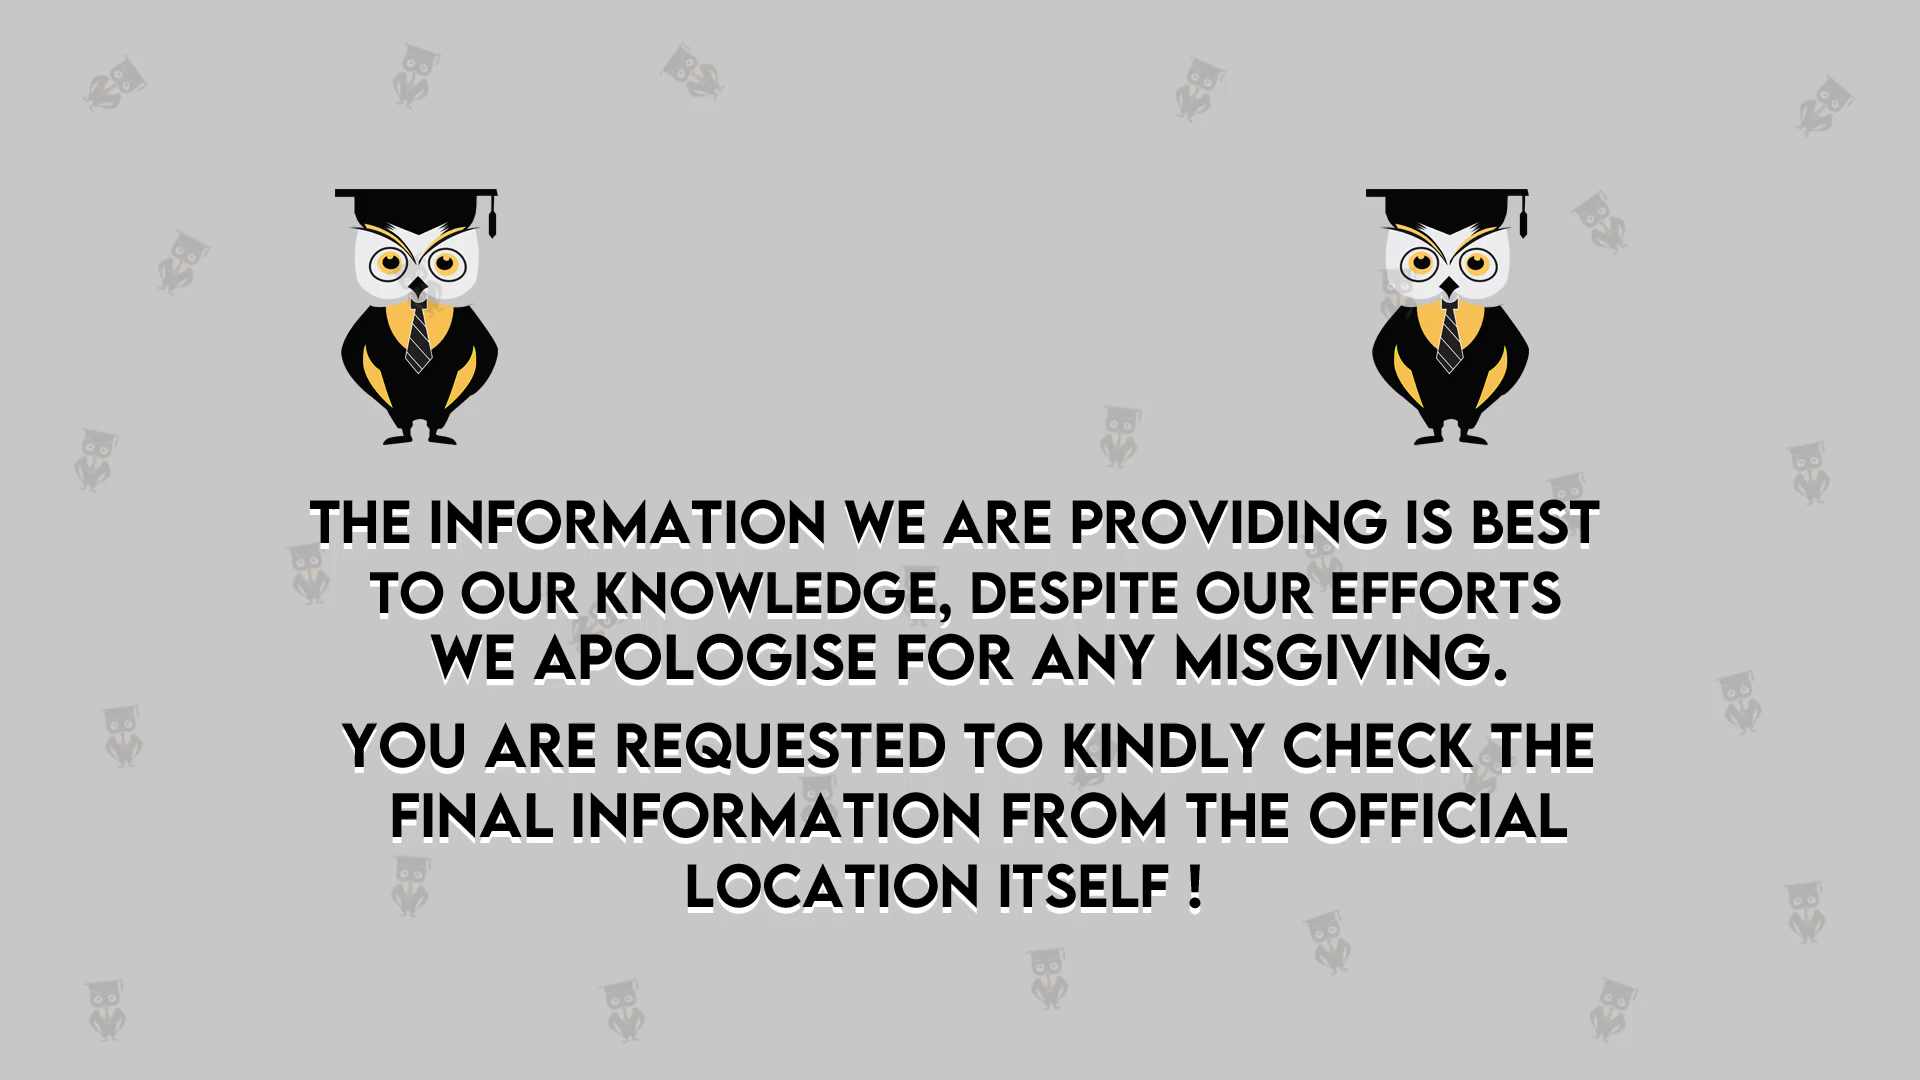 THE INFORMATION WE ARE PROVIDING IS BEST
TO OUR KNOWLEDGE, DESPITE OUR EFFORTS
WE APOLOGISE FOR ANY MISGIVING.
YOU ARE REQUESTED TO KINDLY CHECK THE
FINAL INFORMATION FROM THE OFFICIAL
LOCATION ITSELF !